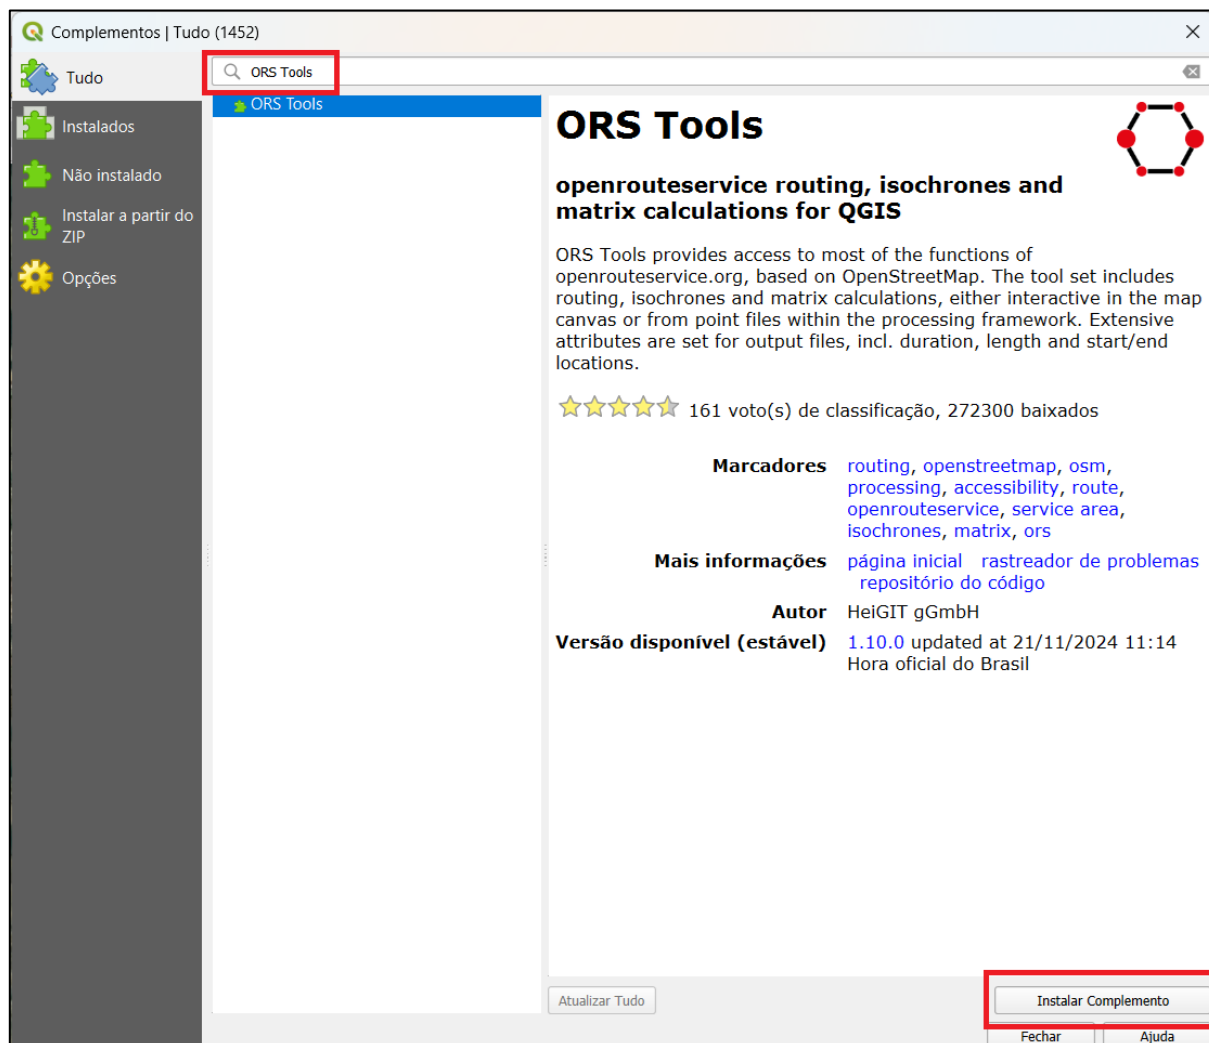 Complementos | Tudo (1452)
Tudo
Instalados
Não instalado
Instalar a partir do
ZIP
Opções
ORS Tools
ORS Tools
ORS Tools
openrouteservice routing, isochrones and
matrix calculations for QGIS
ORS Tools provides access to most of the functions of
openrouteservice.org, based on OpenStreetMap. The tool set includes
routing, isochrones and matrix calculations, either interactive in the map
canvas or from point files within the processing framework. Extensive
attributes are set for output files, incl. duration, length and start/end
locations.
161 voto(s) de classificação, 272300 baixados
Marcadores routing, openstreetmap, osm,
processing, accessibility, route,
openrouteservice, service area,
isochrones, matrix, ors
Mais informações página inicial rastreador de problemas
repositório do código
Autor HeiGIT gGmbH
Versão disponível (estável) 1.10.0 updated at 21/11/2024 11:14
Hora oficial do Brasil
Atualizar Tudo
Instalar Complemento
Fechar
Ajuda